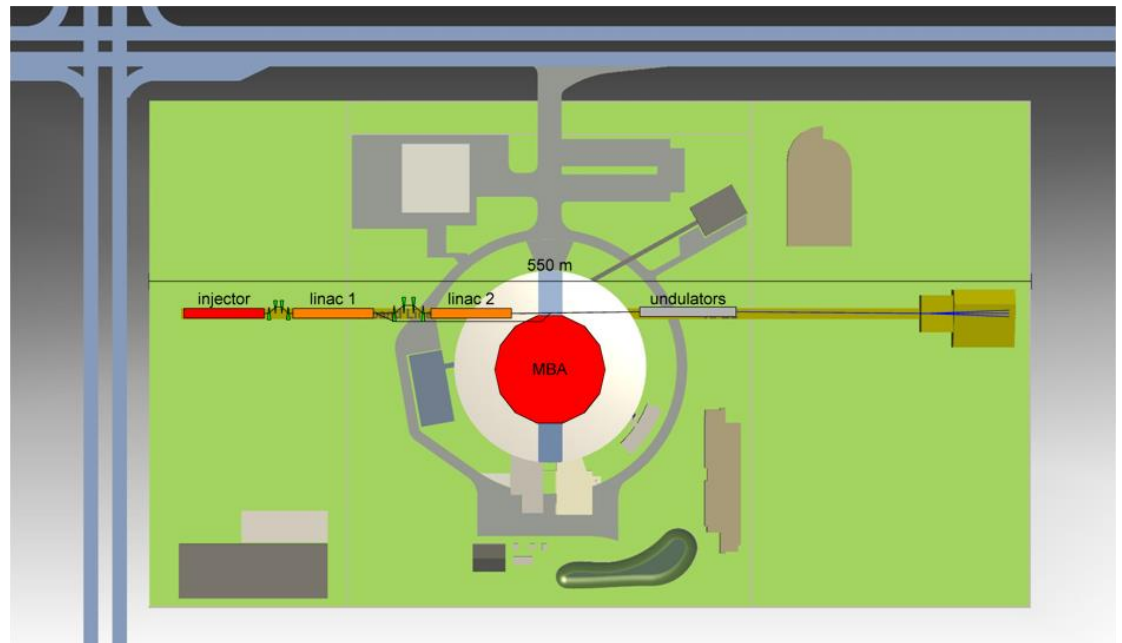 550 m
injector
linac 1
linac 2
undulators
MBA